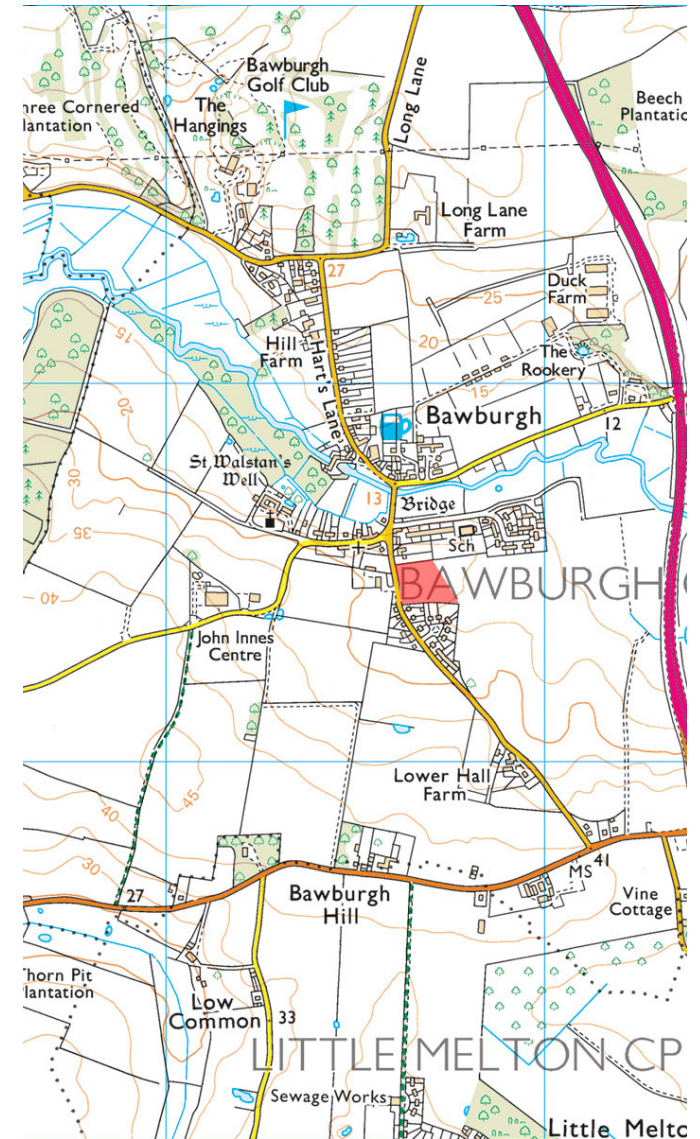 Bawburgh
Golf Club
Long Lane
hree Cornered
lantation
The
Hangings
Beech
Plantatio
Long Lane
Farm
27
25
Duck
Farm
15
Hill
Farm
Hart's Lane
20
The
Rookery
15
20
Bawburgh
12
St Walstan's
Well
30
13
Bridge
35
Sch
BAWBURGH C
40
John Innes
Centre
45
Lower Hall
Farm
40
30
41
MS
27
Bawburgh
Hill
Vine
Cottage
Thorn Pit
lantation
Low
Common
33
LITTLE MELTON CP
Sewage Works
Little Melto